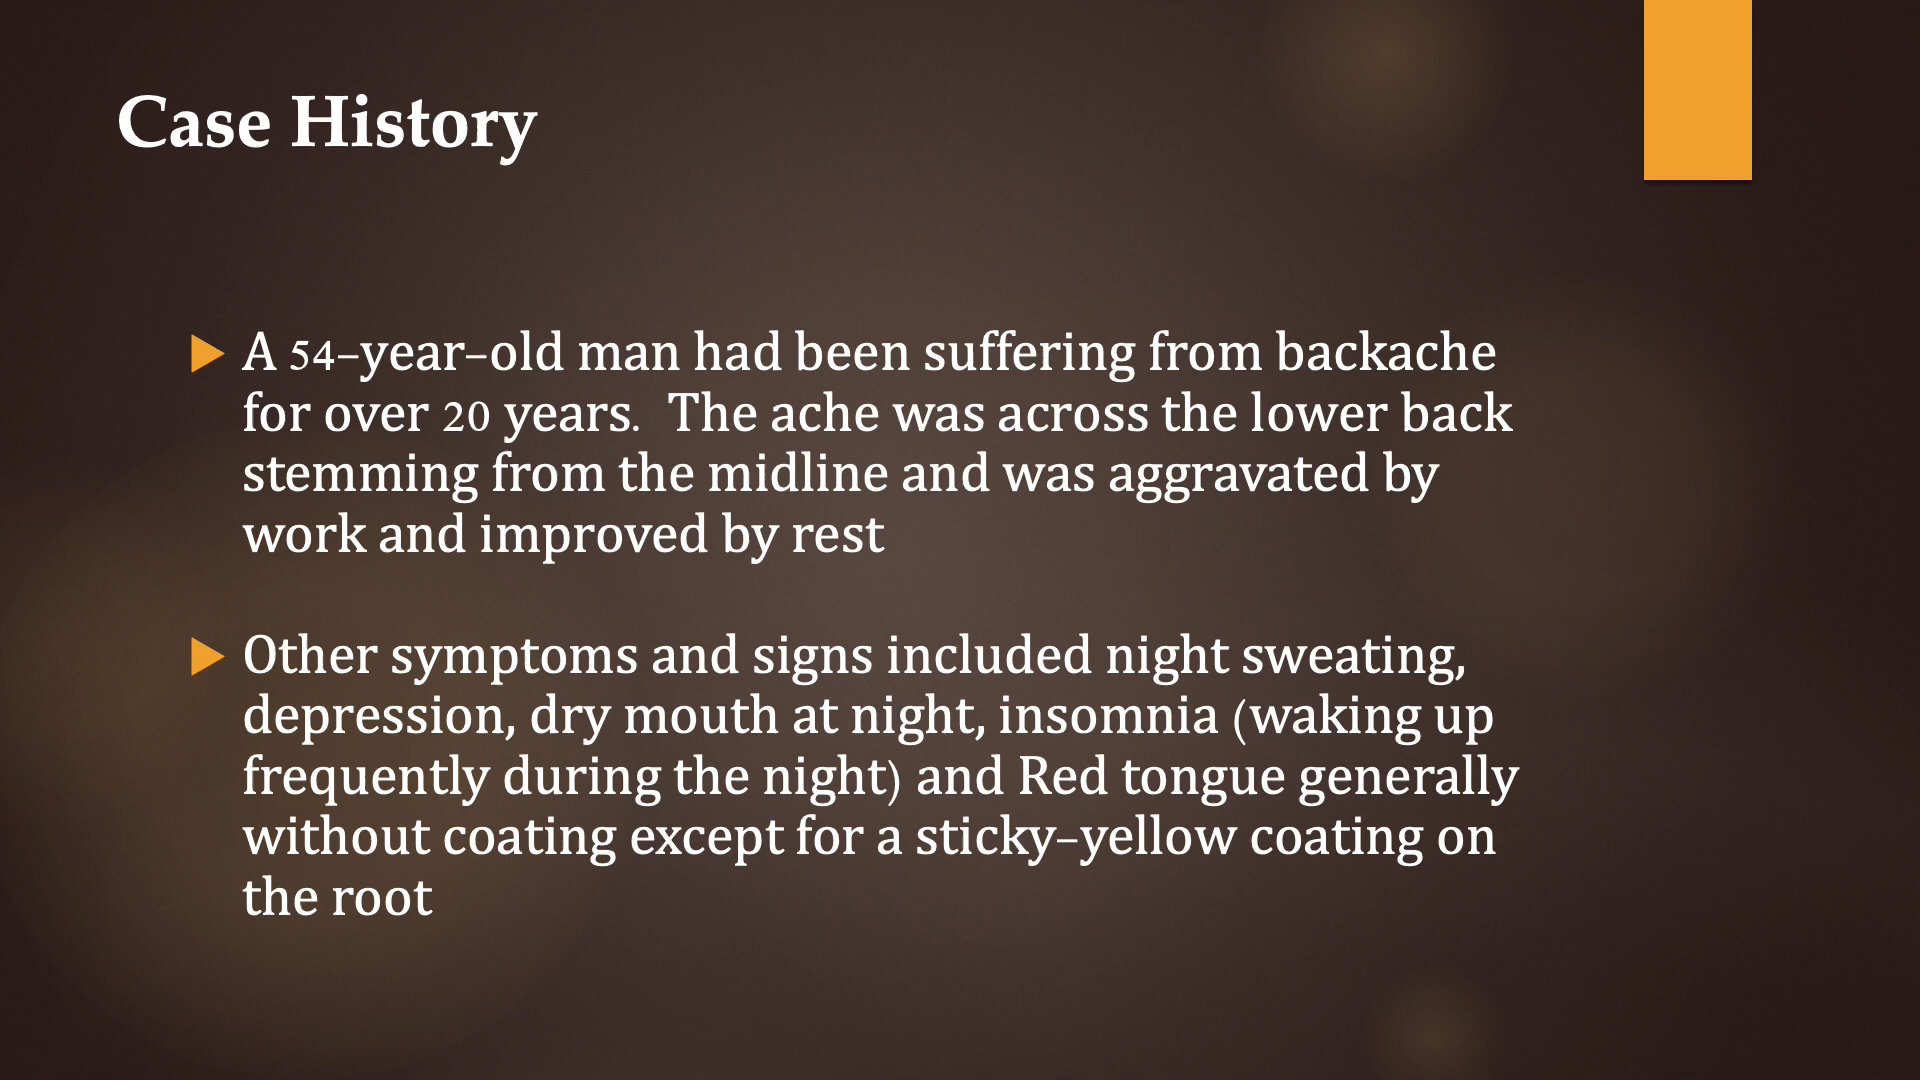 Case History
A 54–year–old man had been suffering from backache
for over 20 years.  The ache was across the lower back
stemming from the midline and was aggravated by
work and improved by rest
Other symptoms and signs included night sweating,
depression, dry mouth at night, insomnia (waking up
frequently during the night) and Red tongue generally
without coating except for a sticky–yellow coating on
the root